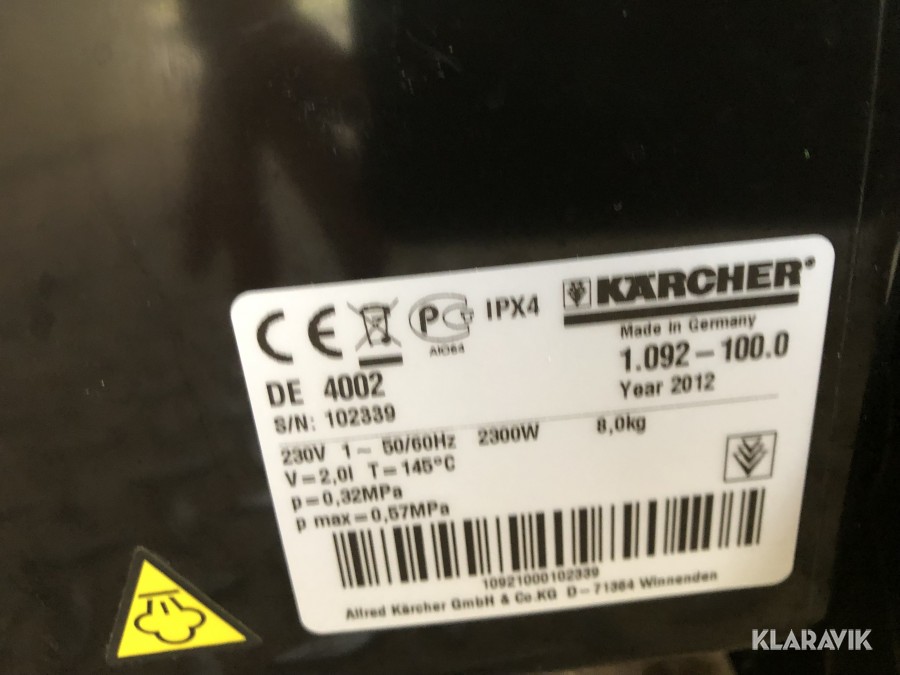 IPX4
KÄRCHER®
Made in Germany
AIO64
1.092-100.0
DE 4002
Year 2012
S/N: 102339
230V 1~ 50/60Hz 2300W 8,0kg
V=2,0l T=145°C
p=0,32MPa
p max=0,57MPa
10921000102339
Alfred Kärcher GmbH & Co.KG D-71364 Winnenden
KLARAVIK